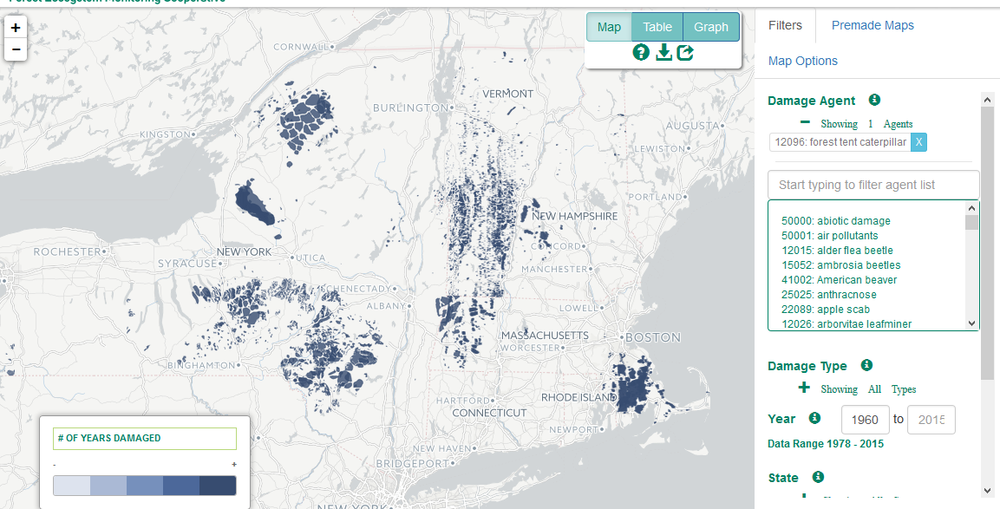 Forest Ecosystem Monitoring Cooperative
+
−
Map Table Graph
?
Filters Premade Maps
Map Options
CORNWALL
VERMONT
BURLINGTON
KINGSTON
AUGUSTA
LEWISTON
PORTLAND
NEW HAMPSHIRE
CONCORD
ROCHESTER
NEW YORK
SYRACUSE
UTICA
MANCHESTER
SCHENECTADY
ALBANY
LOWELL
MASSACHUSETTS
BOSTON
WORCESTER
BINGHAMTON
HARTFORD
RHODE ISLAND
CONNECTICUT
NEWPORT
NEW HAVEN
BRIDGEPORT
NEW YORK
# OF YEARS DAMAGED
- +
Damage Agent i
− Showing 1 Agents
12096: forest tent caterpillar X
Start typing to filter agent list
50000: abiotic damage
50001: air pollutants
12015: alder flea beetle
15052: ambrosia beetles
41002: American beaver
25025: anthracnose
22089: apple scab
12026: arborvitae leafminer
Damage Type i
+ Showing All Types
Year i 1960 to 2015
Data Range 1978 - 2015
State i